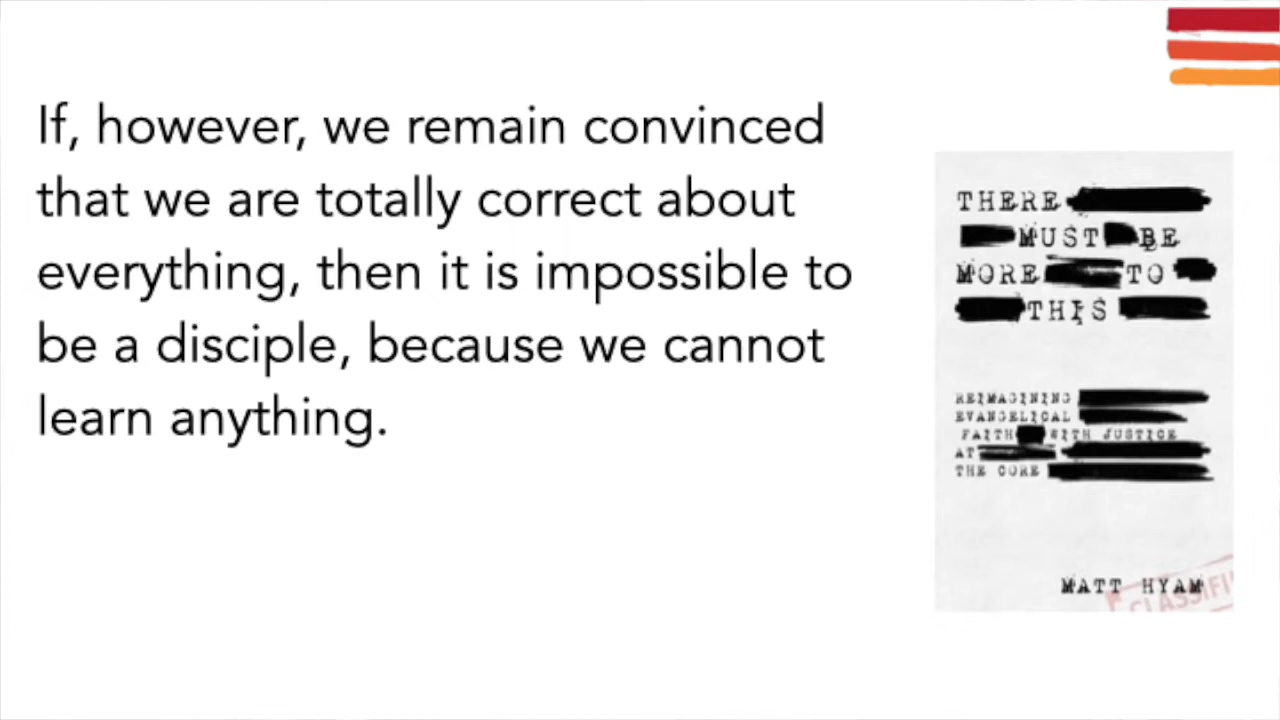 If, however, we remain convinced
that we are totally correct about
everything, then it is impossible to
be a disciple, because we cannot
learn anything.
THERE
MUST BE
MORE TO
THIS
REIMAGINING
EVANGELICAL
FAITH WITH JUSTICE
AT
THE CORE
MATT HYAM